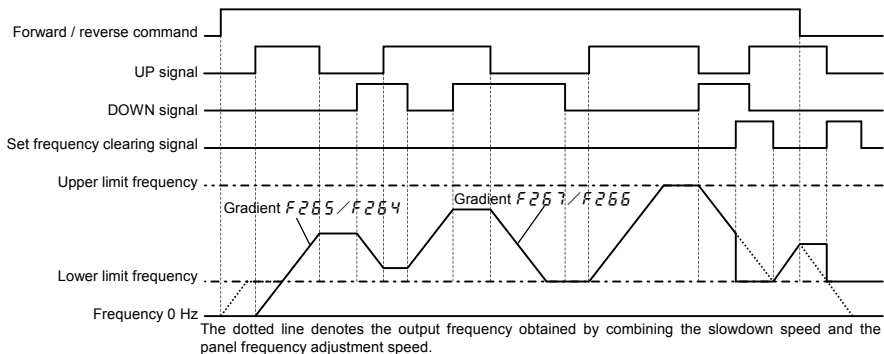 Forward / reverse command
UP signal
DOWN signal
Set frequency clearing signal
Upper limit frequency
Gradient F265/F264
Gradient F267/F266
Lower limit frequency
Frequency 0 Hz
The dotted line denotes the output frequency obtained by combining the slowdown speed and the
panel frequency adjustment speed.